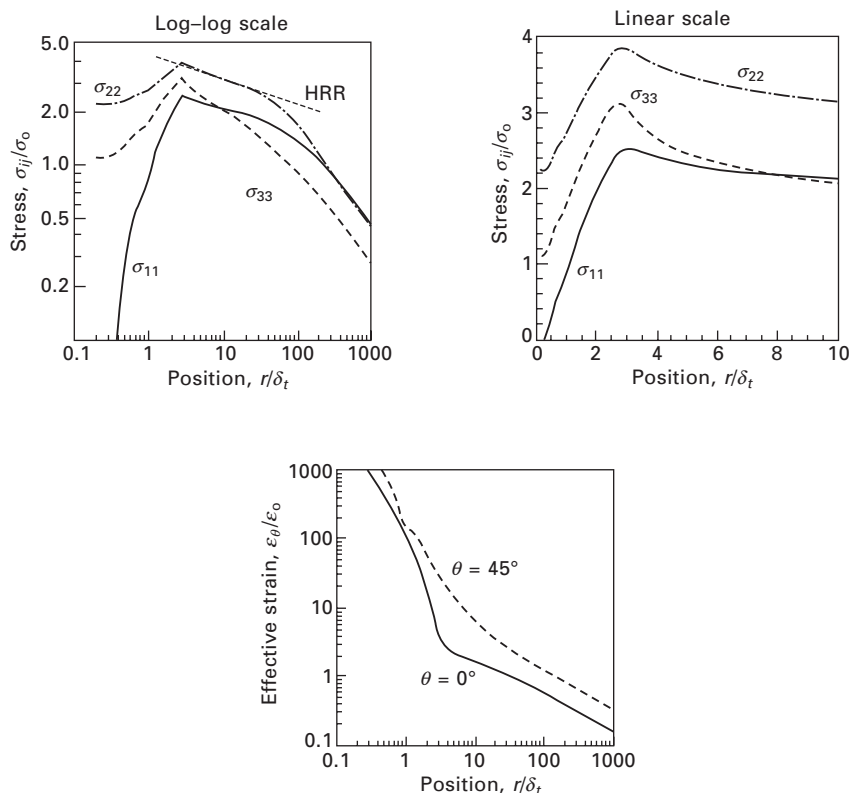 Log–log scale
5.0
2.0
1.0
0.5
0.2
Stress, σij/σo
σ22
HRR
σ33
σ11
0.1 1 10 100 1000
Position, r/δt
Linear scale
4
3
2
1
0
Stress, σij/σo
σ22
σ33
σ11
0 2 4 6 8 10
Position, r/δt
1000
100
10
1
0.1
Effective strain, εθ/εo
θ = 45°
θ = 0°
0.1 1 10 100 1000
Position, r/δt